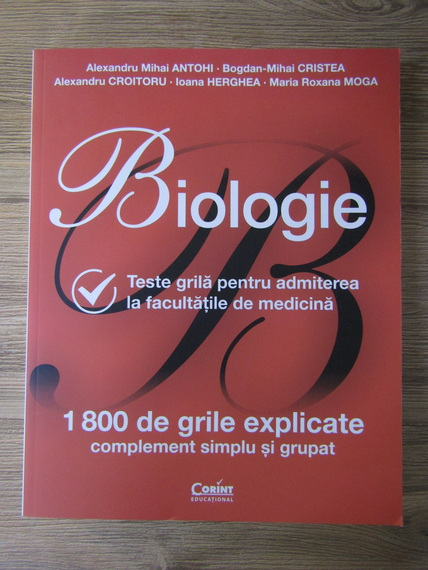 Alexandru Mihai ANTOHI · Bogdan-Mihai CRISTEA
Alexandru CROITORU · Ioana HERGHEA · Maria Roxana MOGA
Biologie
Teste grilă pentru admiterea
la facultățile de medicină
1 800 de grile explicate
complement simplu și grupat
CORINT
EDUCAȚIONAL